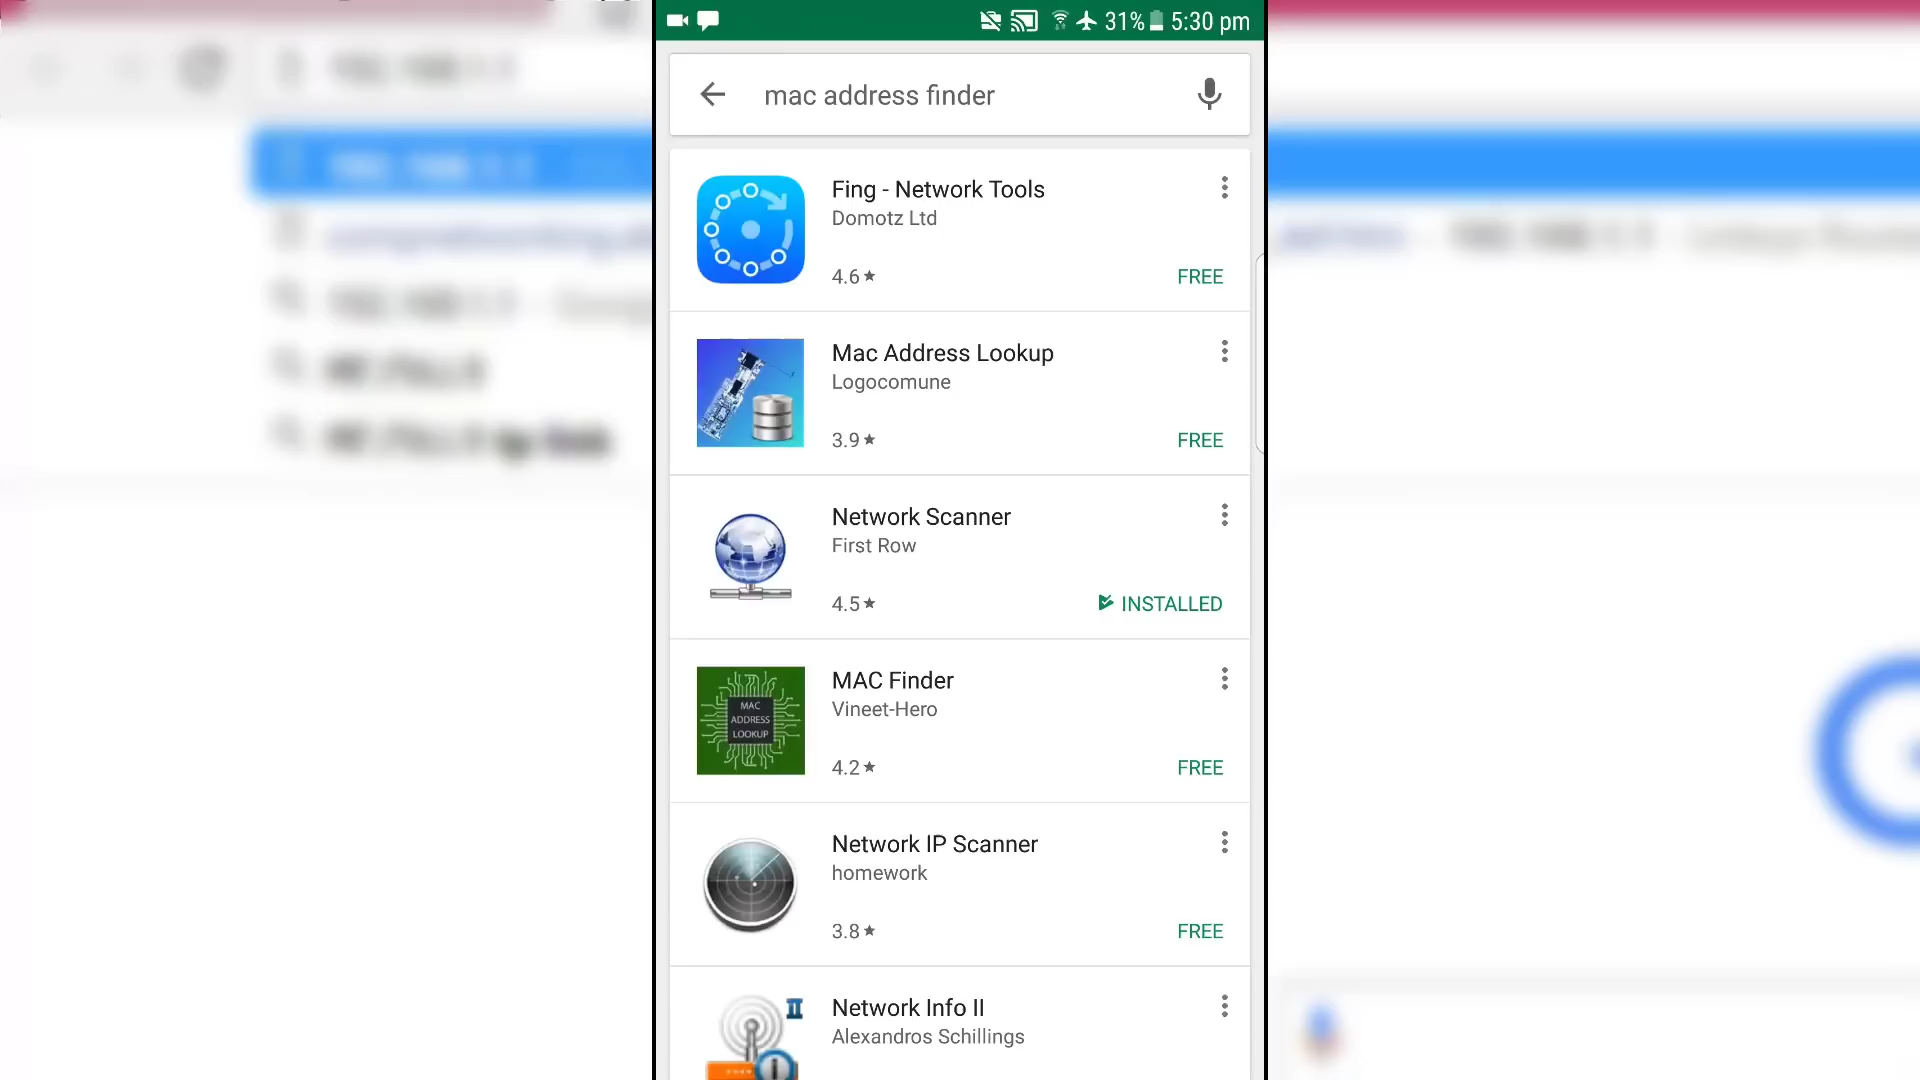 31% 5:30 pm
mac address finder
Fing - Network Tools
Domotz Ltd
4.6
FREE
Mac Address Lookup
Logocomune
3.9
FREE
Network Scanner
First Row
4.5
INSTALLED
MAC
ADDRESS
LOOKUP
MAC Finder
Vineet-Hero
4.2
FREE
Network IP Scanner
homework
3.8
FREE
II
Network Info II
Alexandros Schillings